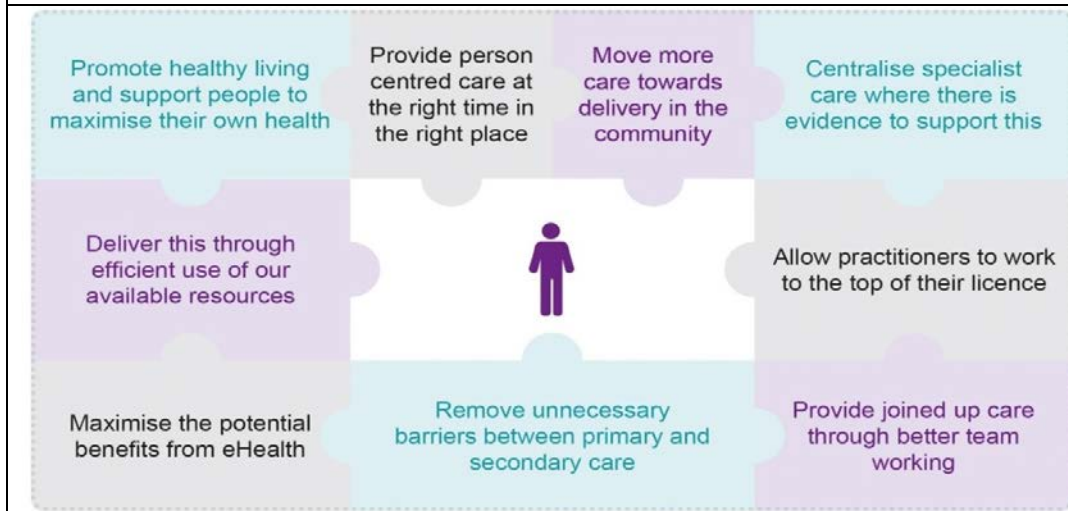 Promote healthy living
and support people to
maximise their own health
Provide person
centred care at
the right time in
the right place
Move more
care towards
delivery in the
community
Centralise specialist
care where there is
evidence to support this
Deliver this through
efficient use of our
available resources
Allow practitioners to work
to the top of their licence
Maximise the potential
benefits from eHealth
Remove unnecessary
barriers between primary and
secondary care
Provide joined up care
through better team
working